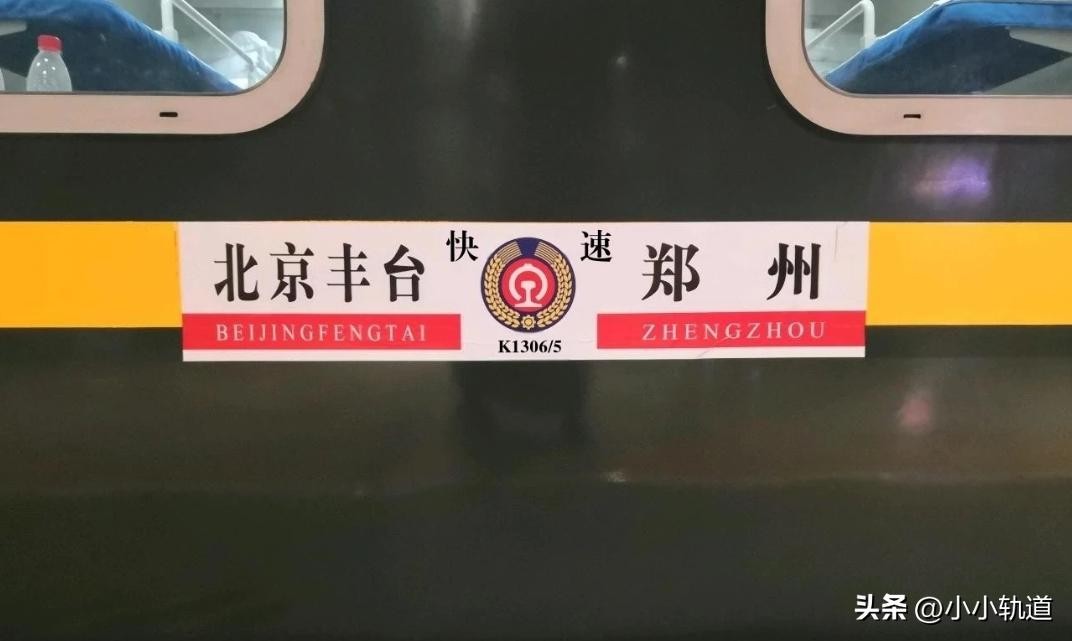 北京丰台
快 速
郑州
BEIJINGFENGTAI
K1306/5
ZHENGZHOU
头条 @小小轨道